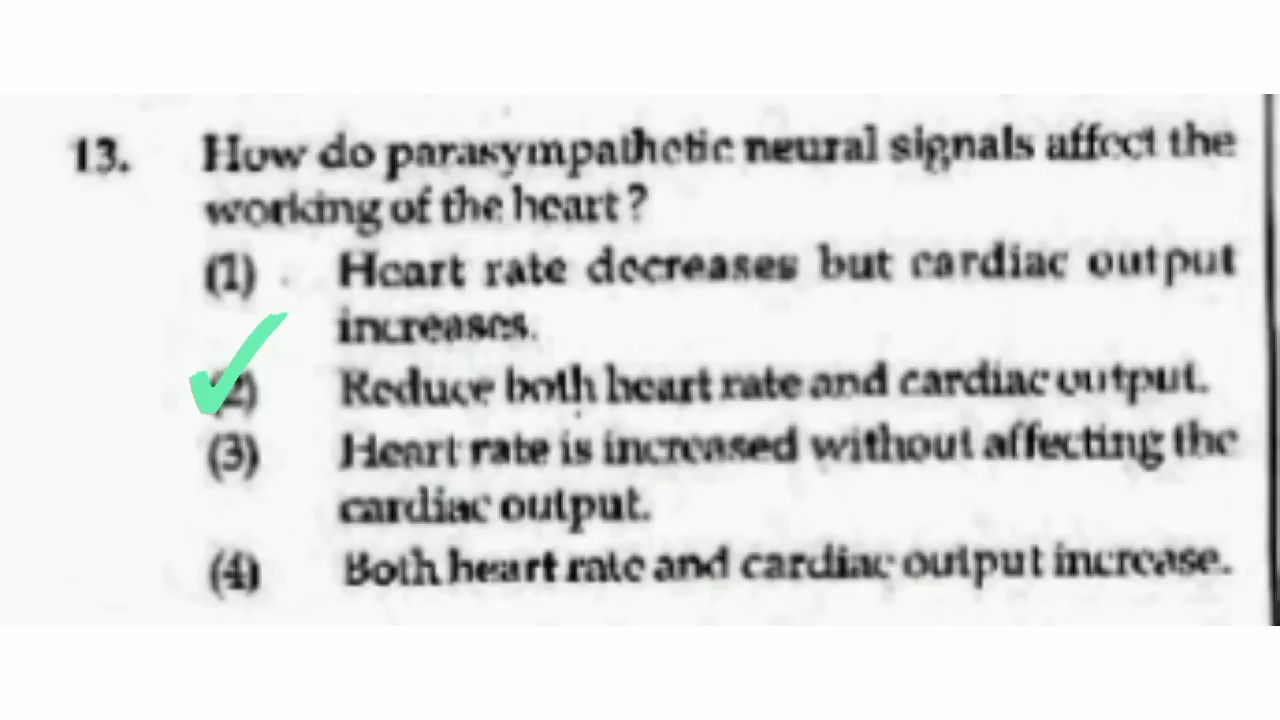 13. How do parasympathetic neural signals affect the
working of the heart?
(1) Heart rate decreases but cardiac output
increases.
(2) Reduce both heart rate and cardiac output.
(3) Heart rate is increased without affecting the
cardiac output.
(4) Both heart rate and cardiac output increase.